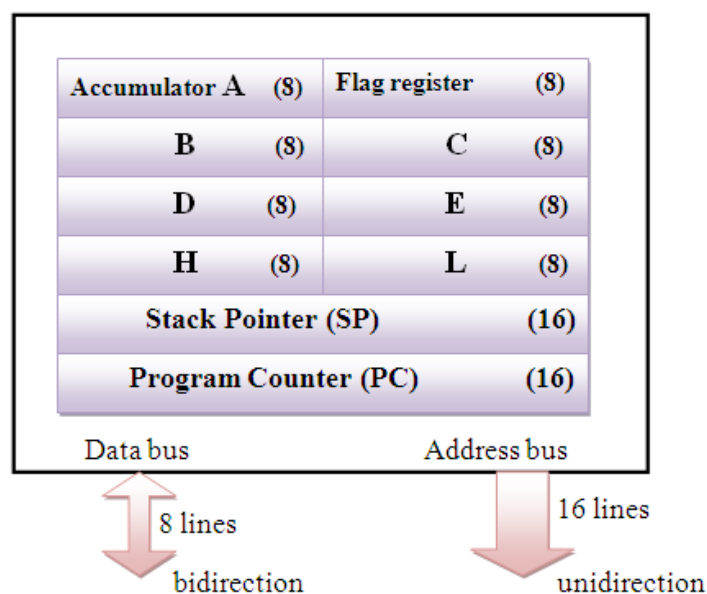 Accumulator A (8) Flag register (8)
B (8) C (8)
D (8) E (8)
H (8) L (8)
Stack Pointer (SP) (16)
Program Counter (PC) (16)
Data bus Address bus
8 lines 16 lines
bidirection unidirection